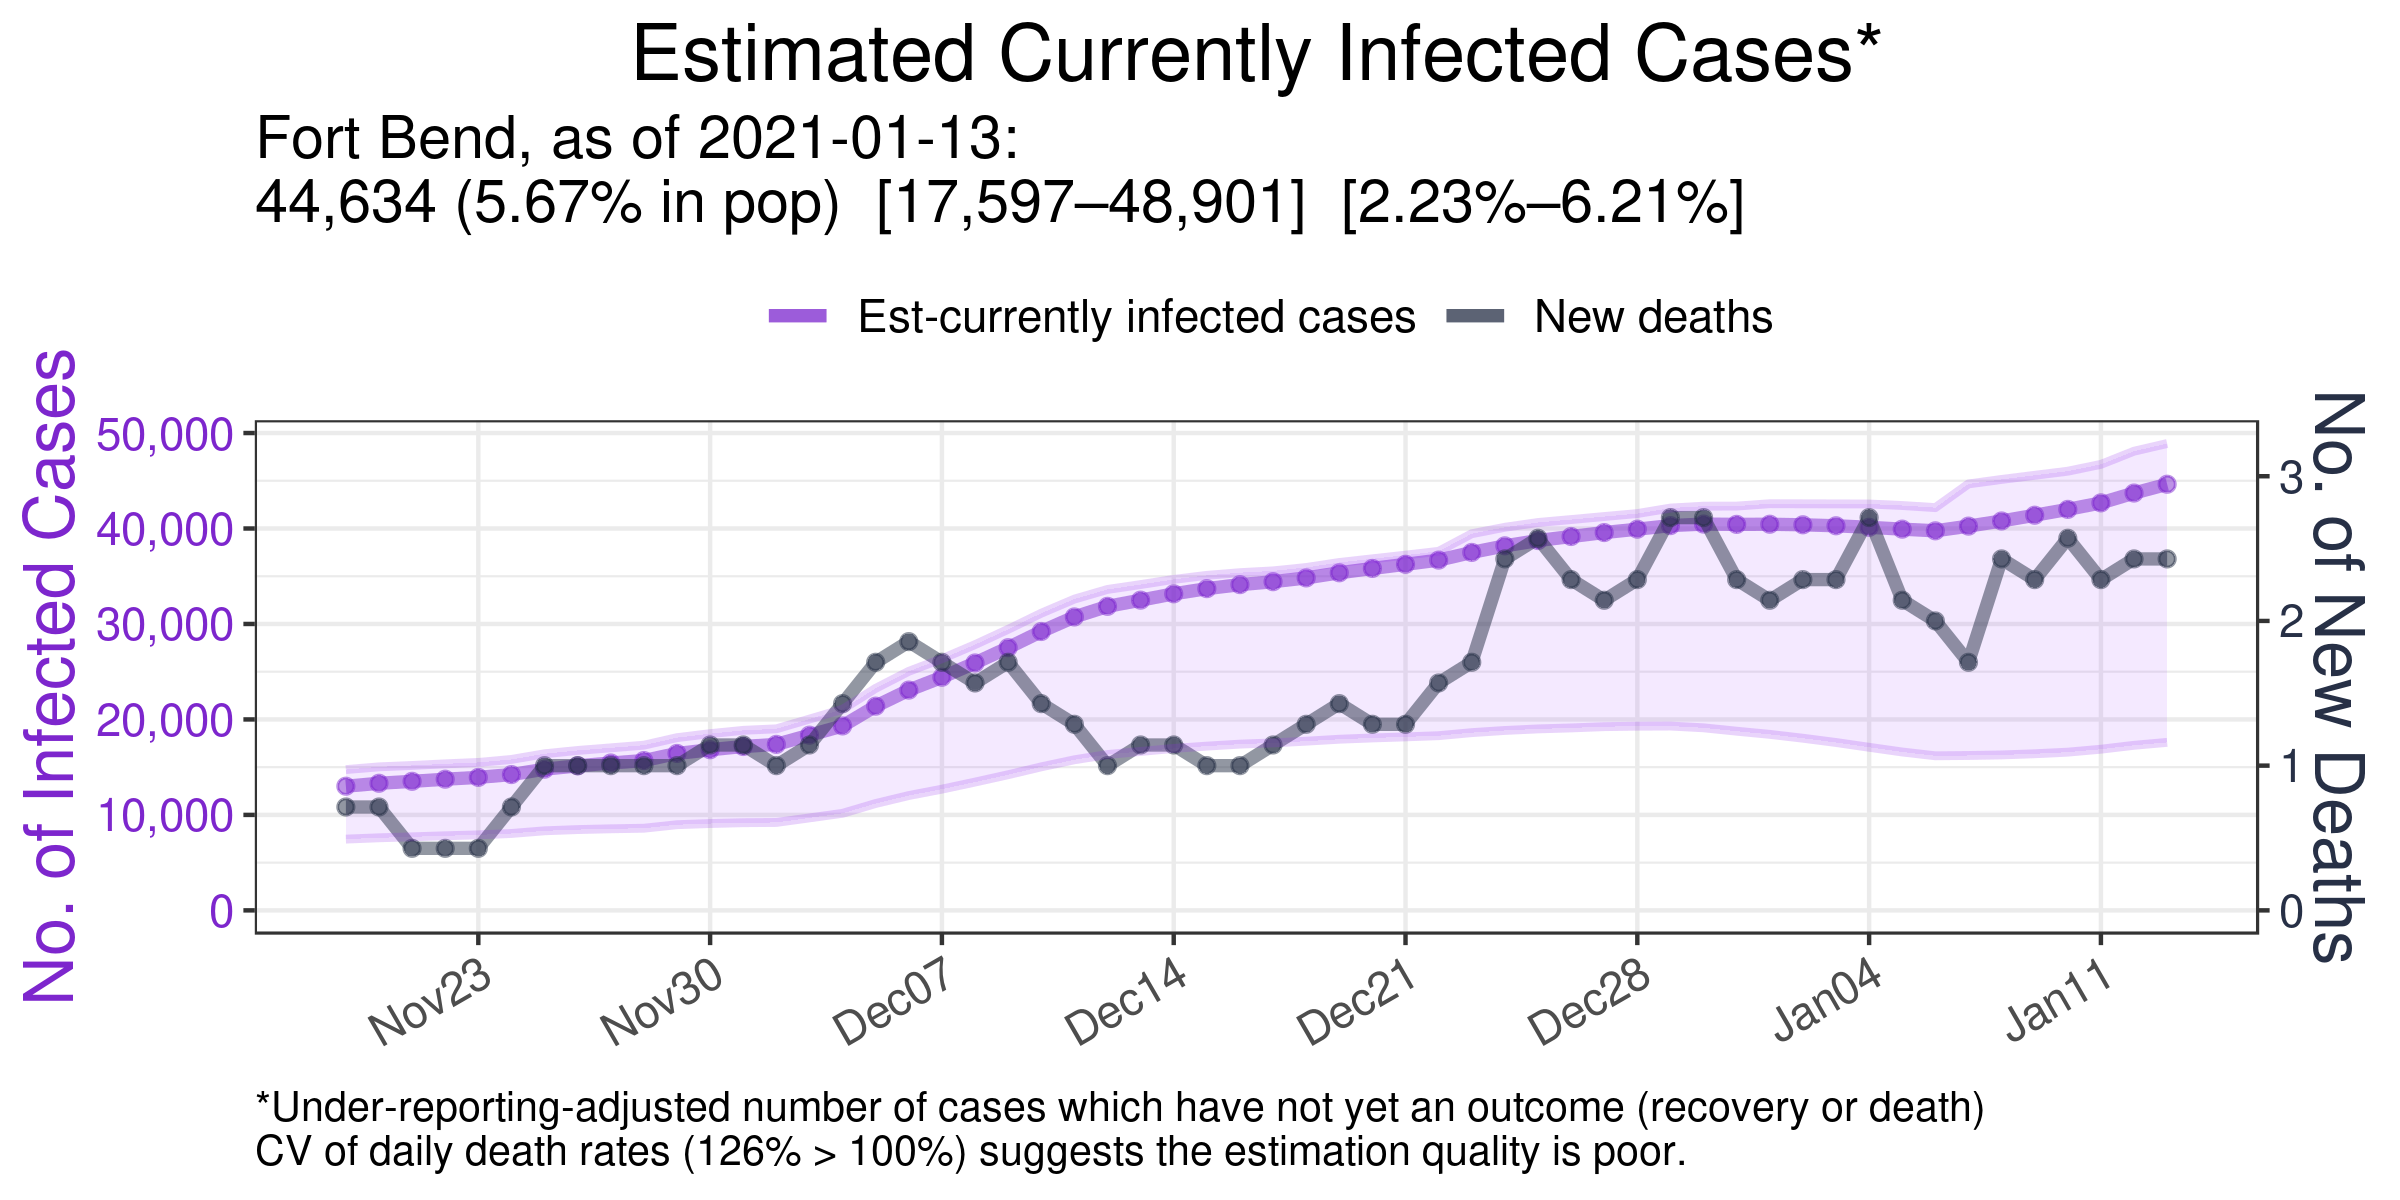 Estimated Currently Infected Cases*
Fort Bend, as of 2021-01-13:
44,634 (5.67% in pop)  [17,597–48,901]  [2.23%–6.21%]
Est-currently infected cases
New deaths
No. of Infected Cases
50,000
40,000
30,000
20,000
10,000
0
3
2
1
0
No. of New Deaths
Nov23
Nov30
Dec07
Dec14
Dec21
Dec28
Jan04
Jan11
*Under-reporting-adjusted number of cases which have not yet an outcome (recovery or death)
CV of daily death rates (126% > 100%) suggests the estimation quality is poor.